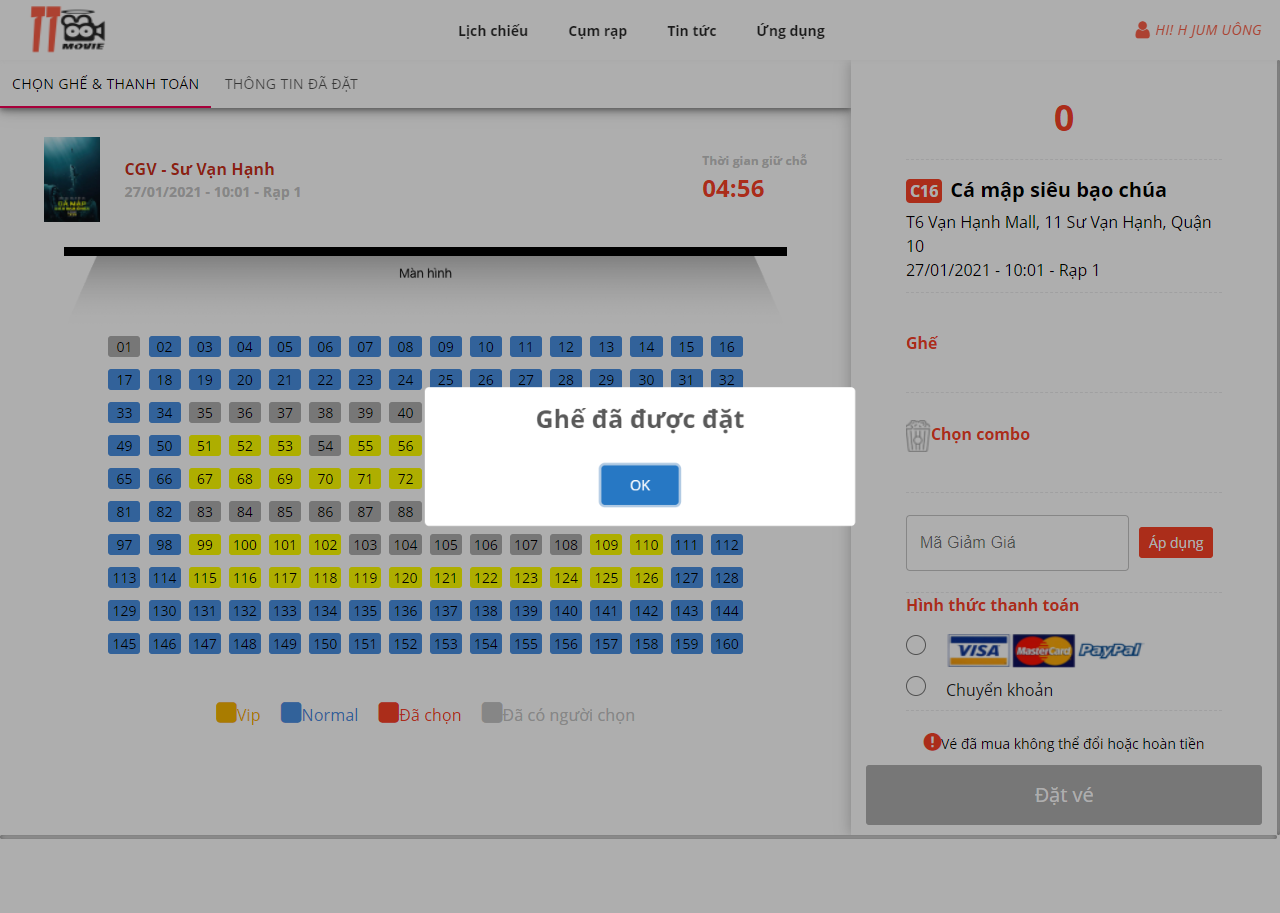 TT
MOVIE
Lịch chiếu Cụm rạp Tin tức Ứng dụng
HI! H JUM UÔNG
CHỌN GHẾ & THANH TOÁN THÔNG TIN ĐÃ ĐẶT
CGV - Sư Vạn Hạnh
27/01/2021 - 10:01 - Rạp 1
Thời gian giữ chỗ
04:56
CÁ MẬP
Màn hình
01 02 03 04 05 06 07 08 09 10 11 12 13 14 15 16
17 18 19 20 21 22 23 24 25 26 27 28 29 30 31 32
33 34 35 36 37 38 39 40
49 50 51 52 53 54 55 56
65 66 67 68 69 70 71 72
81 82 83 84 85 86 87 88
97 98 99 100 101 102 103 104 105 106 107 108 109 110 111 112
113 114 115 116 117 118 119 120 121 122 123 124 125 126 127 128
129 130 131 132 133 134 135 136 137 138 139 140 141 142 143 144
145 146 147 148 149 150 151 152 153 154 155 156 157 158 159 160
Vip Normal Đã chọn Đã có người chọn
Ghế đã được đặt
OK
0
C16 Cá mập siêu bạo chúa
T6 Vạn Hạnh Mall, 11 Sư Vạn Hạnh, Quận
10
27/01/2021 - 10:01 - Rạp 1
Ghế
Chọn combo
Mã Giảm Giá Áp dụng
Hình thức thanh toán
VISA MasterCard PayPal
Chuyển khoản
Vé đã mua không thể đổi hoặc hoàn tiền
Đặt vé